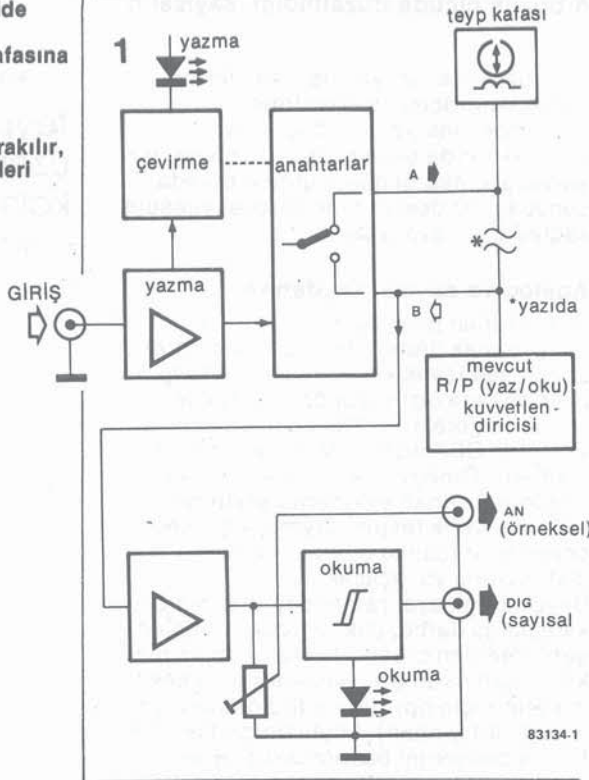 de
afasına
rakılır,
leri
1
yazma
teyp kafası
çevirme
anahtarlar
A
*
yazma
GİRİŞ
B
*yazıda
mevcut
R/P (yaz/oku)
kuvvetlen-
diricisi
AN
(örneksel)
okuma
DIG
(sayısal
okuma
83134-1